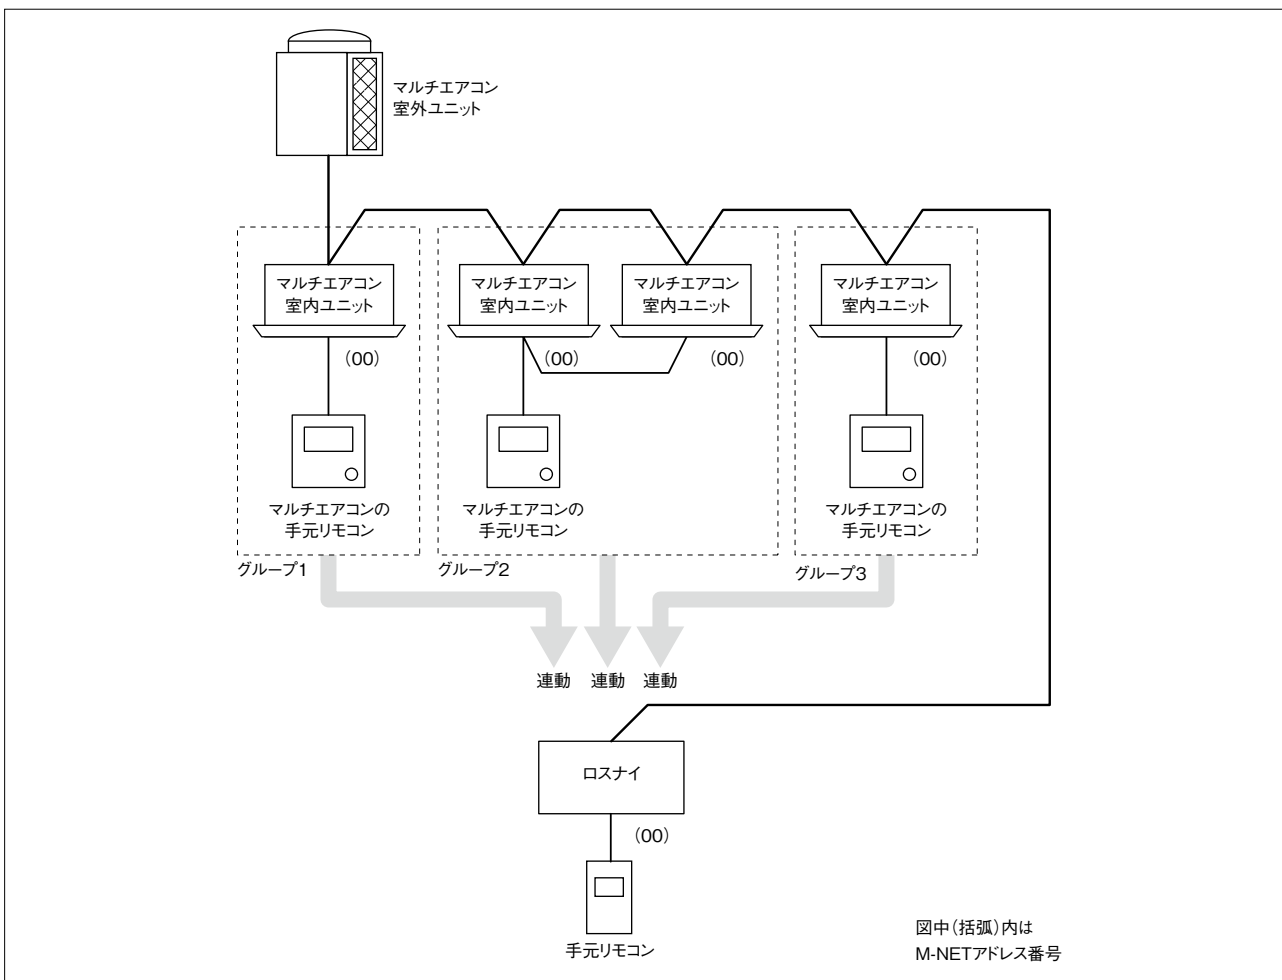 マルチエアコン
室外ユニット
マルチエアコン
室内ユニット
マルチエアコン
室内ユニット
マルチエアコン
室内ユニット
マルチエアコン
室内ユニット
(00)
(00)
(00)
(00)
マルチエアコンの
手元リモコン
マルチエアコンの
手元リモコン
マルチエアコンの
手元リモコン
グループ1
グループ2
グループ3
連動
連動
連動
ロスナイ
(00)
手元リモコン
図中(括弧)内は
M-NETアドレス番号